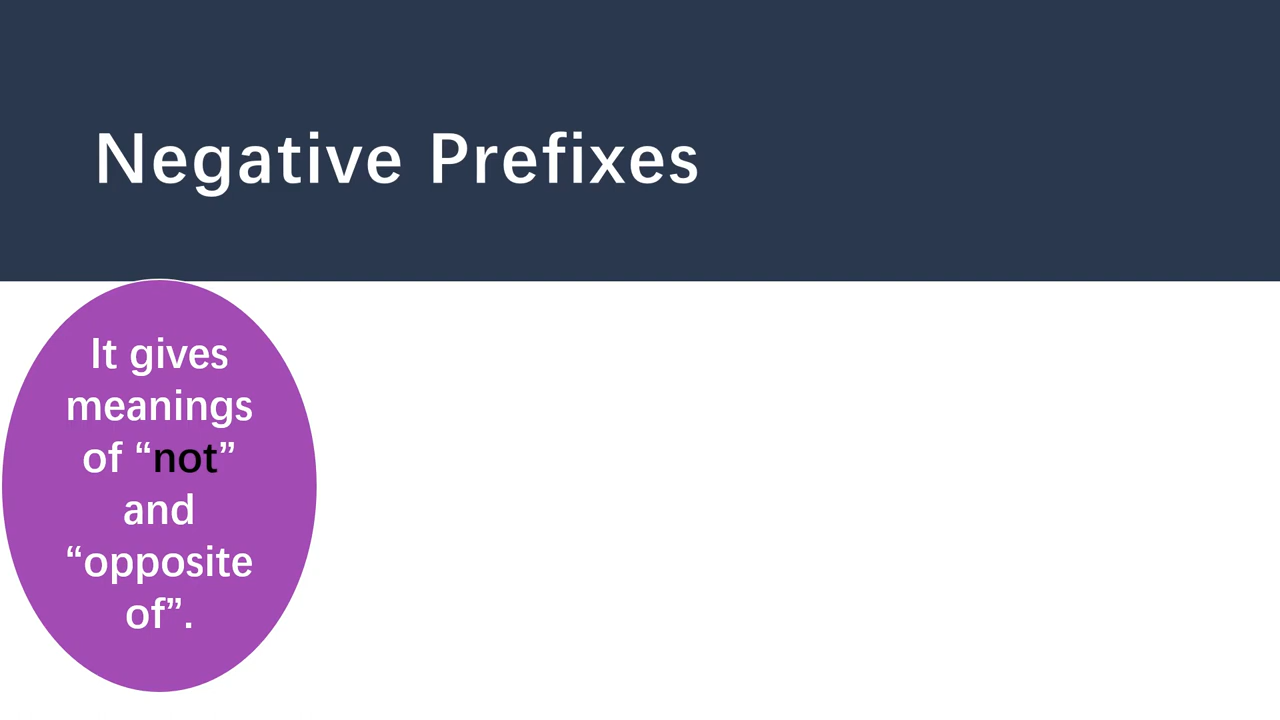 Negative Prefixes
It gives
meanings
of “not”
and
“opposite
of”.